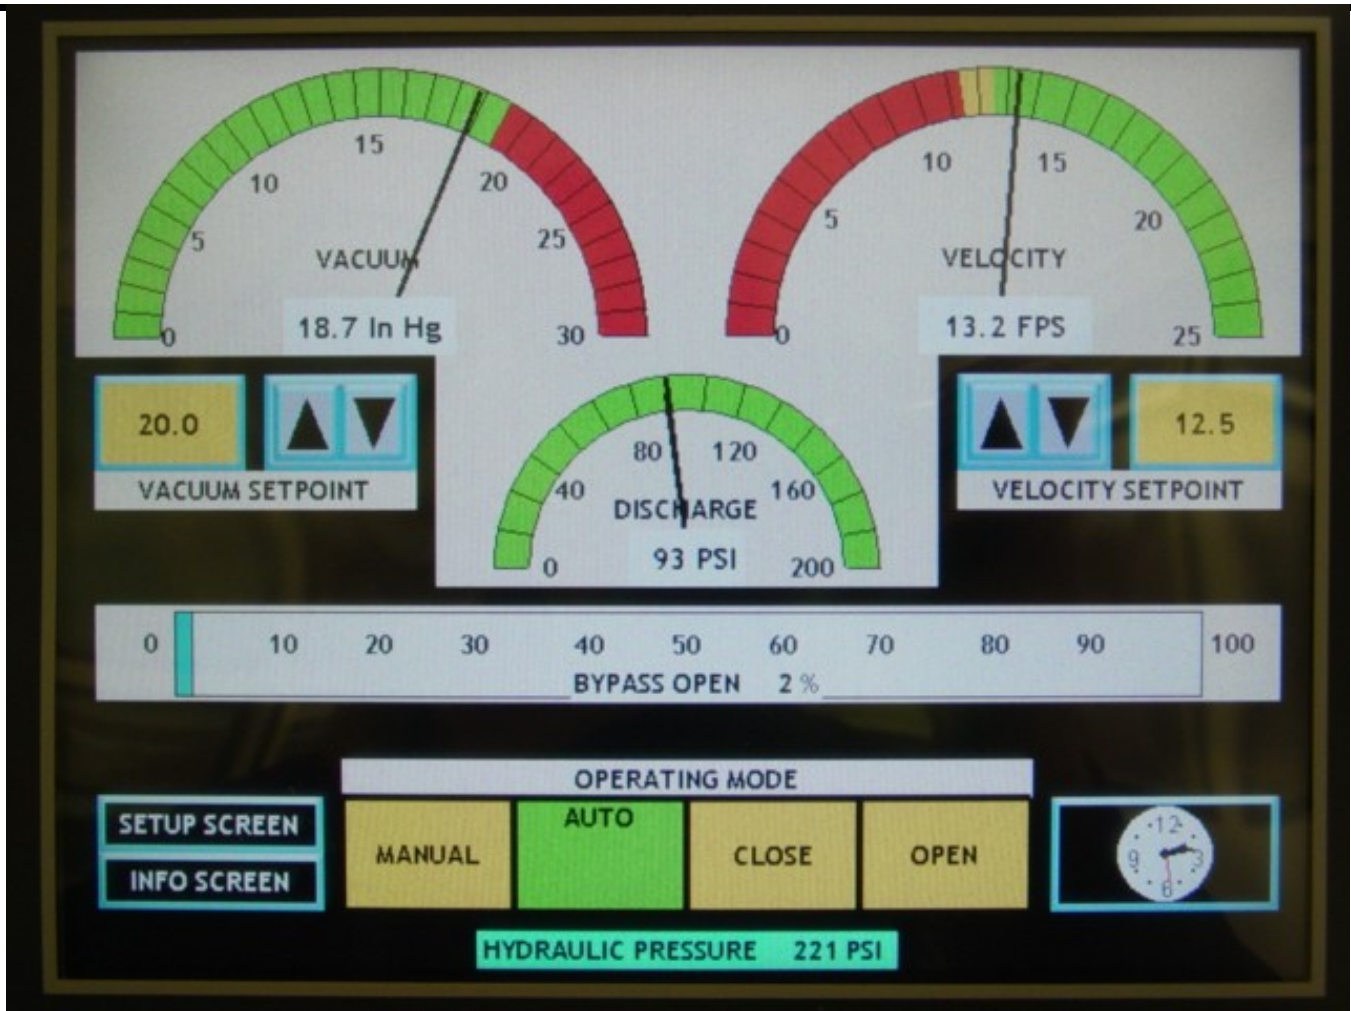 15
10
20
5
25
VACUUM
0
18.7 In Hg
30
10
15
5
20
VELOCITY
0
13.2 FPS
25
20.0
VACUUM SETPOINT
80
120
40
160
DISCHARGE
0
93 PSI
200
12.5
VELOCITY SETPOINT
0 10 20 30 40 50 60 70 80 90 100
BYPASS OPEN 2 %
OPERATING MODE
SETUP SCREEN
INFO SCREEN
MANUAL
AUTO
CLOSE
OPEN
12
9
3
6
HYDRAULIC PRESSURE 221 PSI